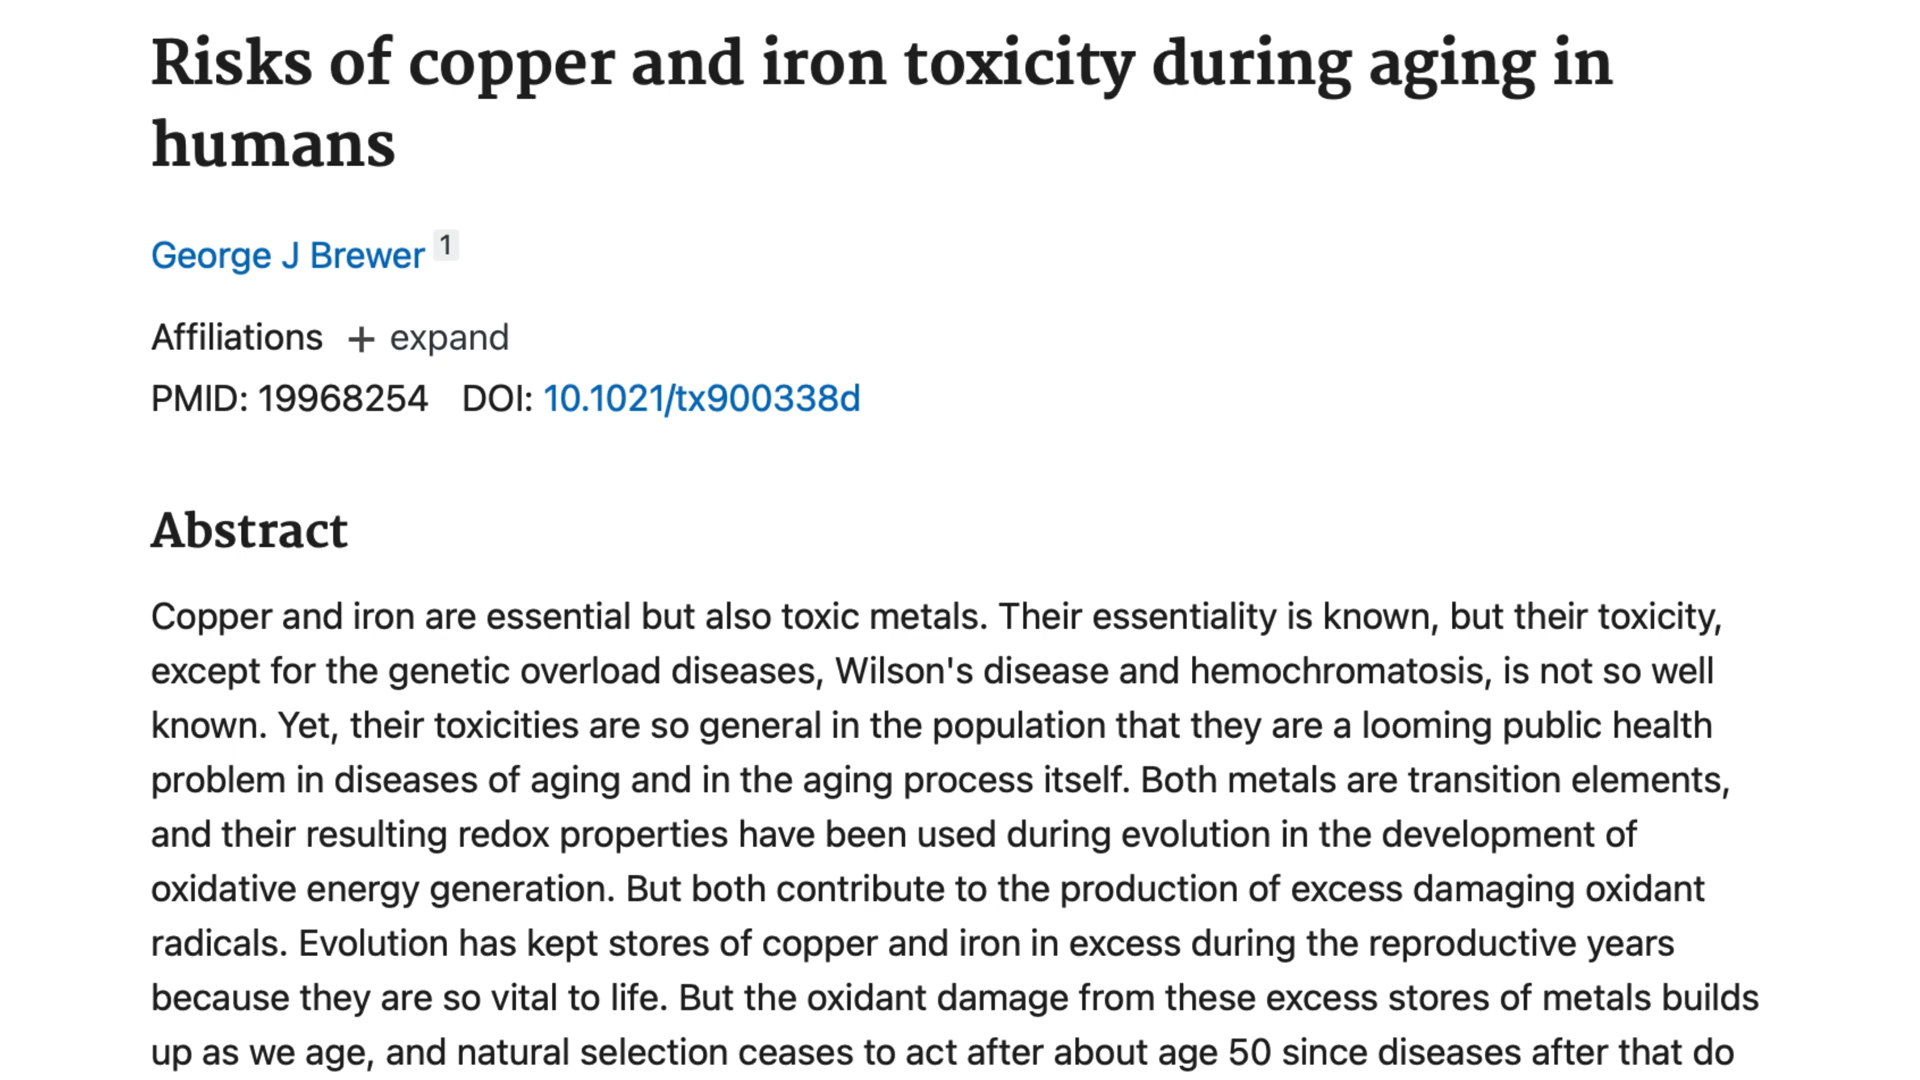 Risks of copper and iron toxicity during aging in
humans
George J Brewer 1
Affiliations + expand
PMID: 19968254 DOI: 10.1021/tx900338d
Abstract
Copper and iron are essential but also toxic metals. Their essentiality is known, but their toxicity,
except for the genetic overload diseases, Wilson's disease and hemochromatosis, is not so well
known. Yet, their toxicities are so general in the population that they are a looming public health
problem in diseases of aging and in the aging process itself. Both metals are transition elements,
and their resulting redox properties have been used during evolution in the development of
oxidative energy generation. But both contribute to the production of excess damaging oxidant
radicals. Evolution has kept stores of copper and iron in excess during the reproductive years
because they are so vital to life. But the oxidant damage from these excess stores of metals builds
up as we age, and natural selection ceases to act after about age 50 since diseases after that do